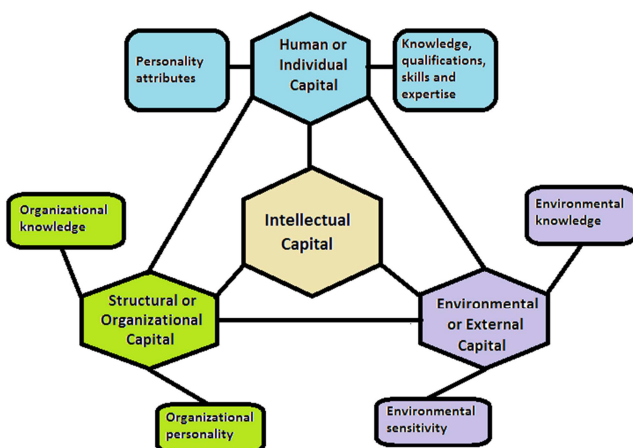 Personality
attributes
Human or
Individual
Capital
Knowledge,
qualifications,
skills and
expertise
Organizational
knowledge
Intellectual
Capital
Environmental
knowledge
Structural or
Organizational
Capital
Environmental
or External
Capital
Organizational
personality
Environmental
sensitivity